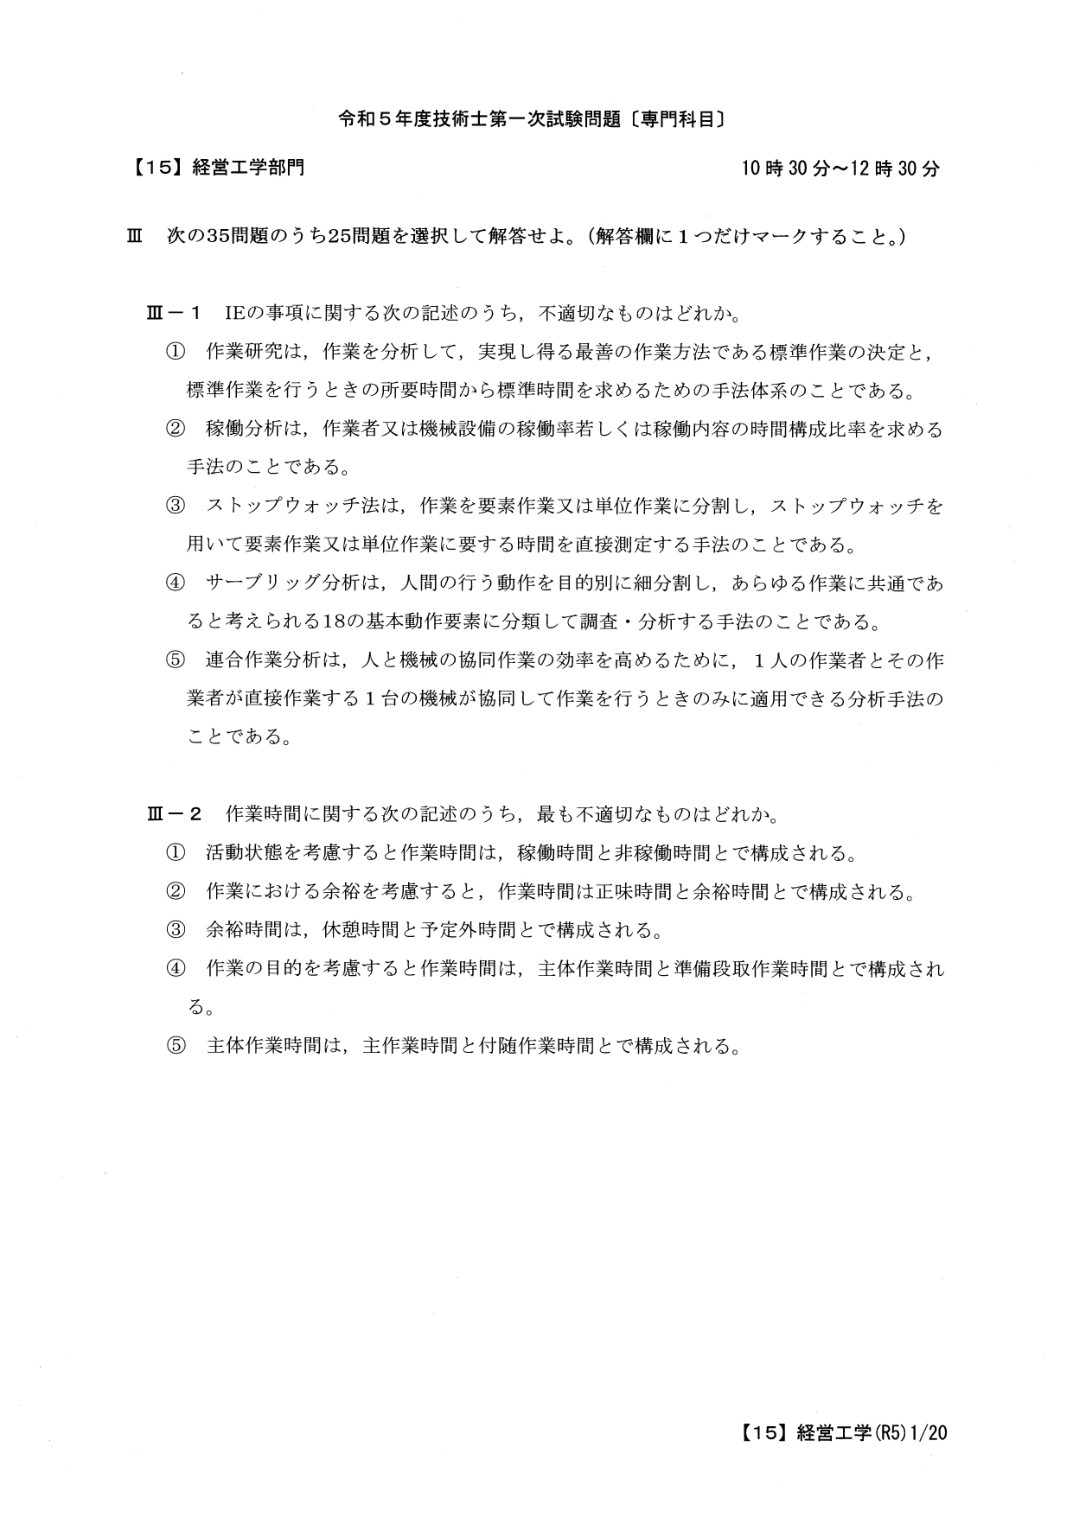 令和5年度技術士第一次試験問題〔専門科目〕
【15】経営工学部門 10時30分～12時30分
Ⅲ 次の35問題のうち25問題を選択して解答せよ。（解答欄に1つだけマークすること。）
Ⅲ－1 IEの事項に関する次の記述のうち，不適切なものはどれか。
① 作業研究は，作業を分析して，実現し得る最善の作業方法である標準作業の決定と，
標準作業を行うときの所要時間から標準時間を求めるための手法体系のことである。
② 稼働分析は，作業者又は機械設備の稼働率若しくは稼働内容の時間構成比率を求める
手法のことである。
③ ストップウォッチ法は，作業を要素作業又は単位作業に分割し，ストップウォッチを
用いて要素作業又は単位作業に要する時間を直接測定する手法のことである。
④ サーブリッグ分析は，人間の行う動作を目的別に細分割し，あらゆる作業に共通であ
ると考えられる18の基本動作要素に分類して調査・分析する手法のことである。
⑤ 連合作業分析は，人と機械の協同作業の効率を高めるために，1人の作業者とその作
業者が直接作業する1台の機械が協同して作業を行うときのみに適用できる分析手法の
ことである。
Ⅲ－2 作業時間に関する次の記述のうち，最も不適切なものはどれか。
① 活動状態を考慮すると作業時間は，稼働時間と非稼働時間とで構成される。
② 作業における余裕を考慮すると，作業時間は正味時間と余裕時間とで構成される。
③ 余裕時間は，休憩時間と予定外時間とで構成される。
④ 作業の目的を考慮すると作業時間は，主体作業時間と準備段取作業時間とで構成され
る。
⑤ 主体作業時間は，主作業時間と付随作業時間とで構成される。
【15】経営工学(R5)1/20